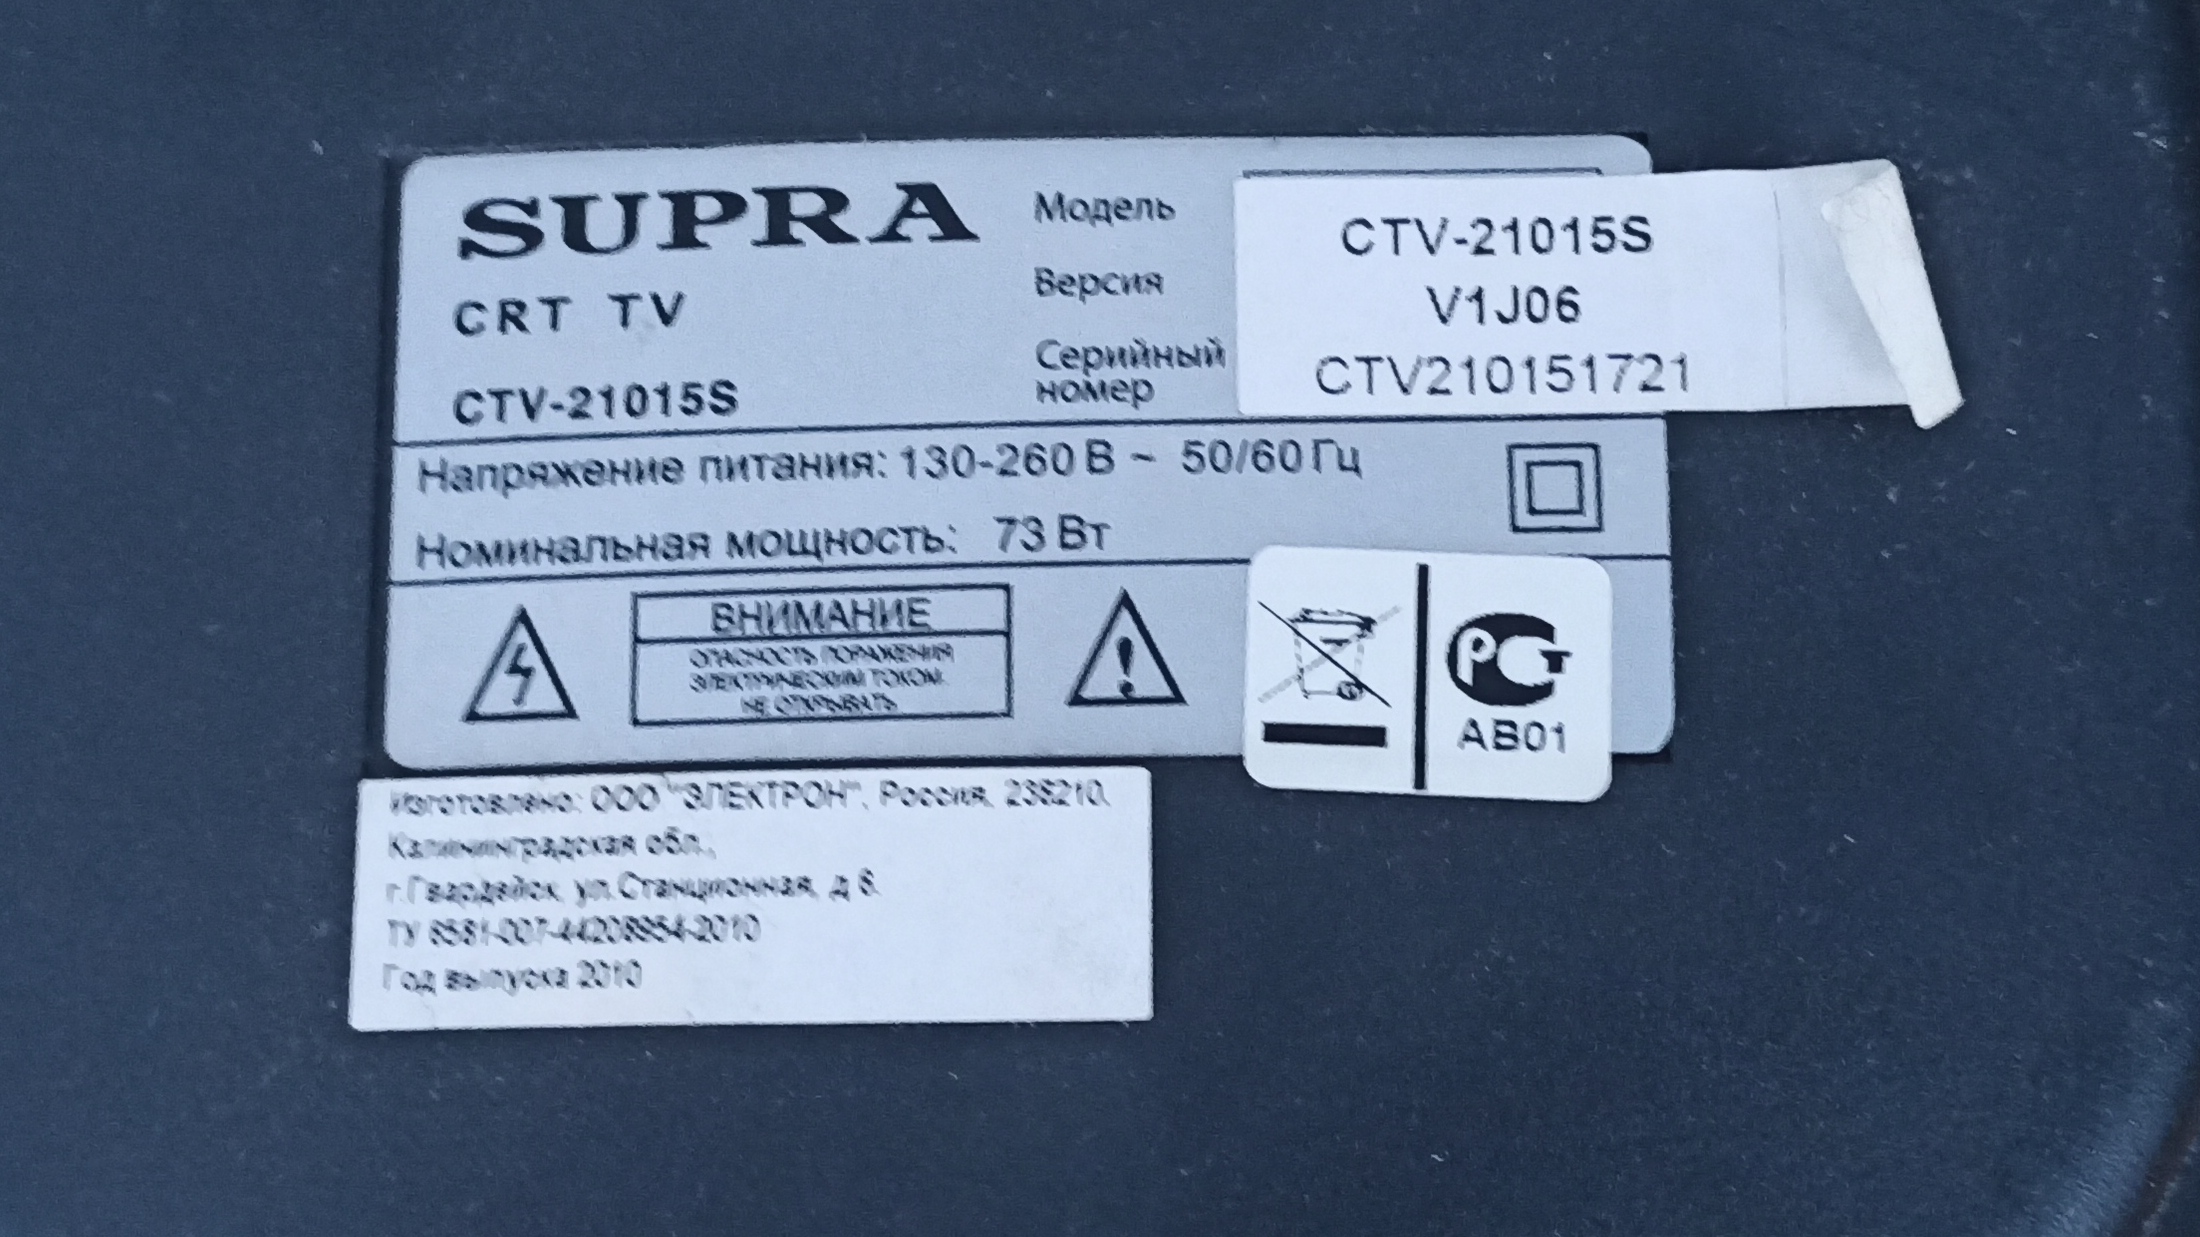 SUPRA
CRT TV
CTV-21015S
Модель CTV-21015S
Версия V1J06
Серийный номер CTV210151721
Напряжение питания: 130-260 В ~ 50/60 Гц
Номинальная мощность: 73 Вт
ВНИМАНИЕ
ОПАСНОСТЬ ПОРАЖЕНИЯ
ЭЛЕКТРИЧЕСКИМ ТОКОМ.
НЕ ОТКРЫВАТЬ
РСТ
АВ01
Изготовлено: ООО "ЭЛЕКТРОН", Россия, 238210,
Калининградская обл.,
г.Гвардейск, ул.Станционная, д
ТУ
Год выпуска 2010